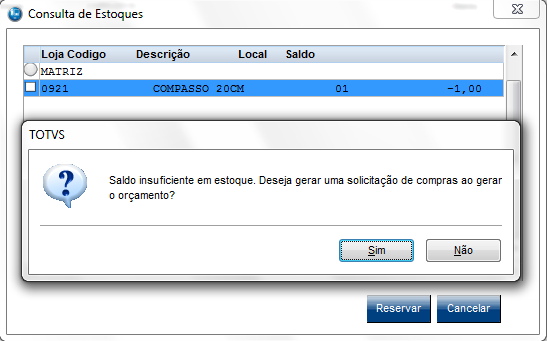 Consulta de Estoques
Loja Codigo Descrição Local Saldo
MATRIZ
0921 COMPASSO 20CM 01 -1,00
TOTVS
Saldo insuficiente em estoque. Deseja gerar uma solicitação de compras ao gerar
o orçamento?
Sim Não
Reservar Cancelar